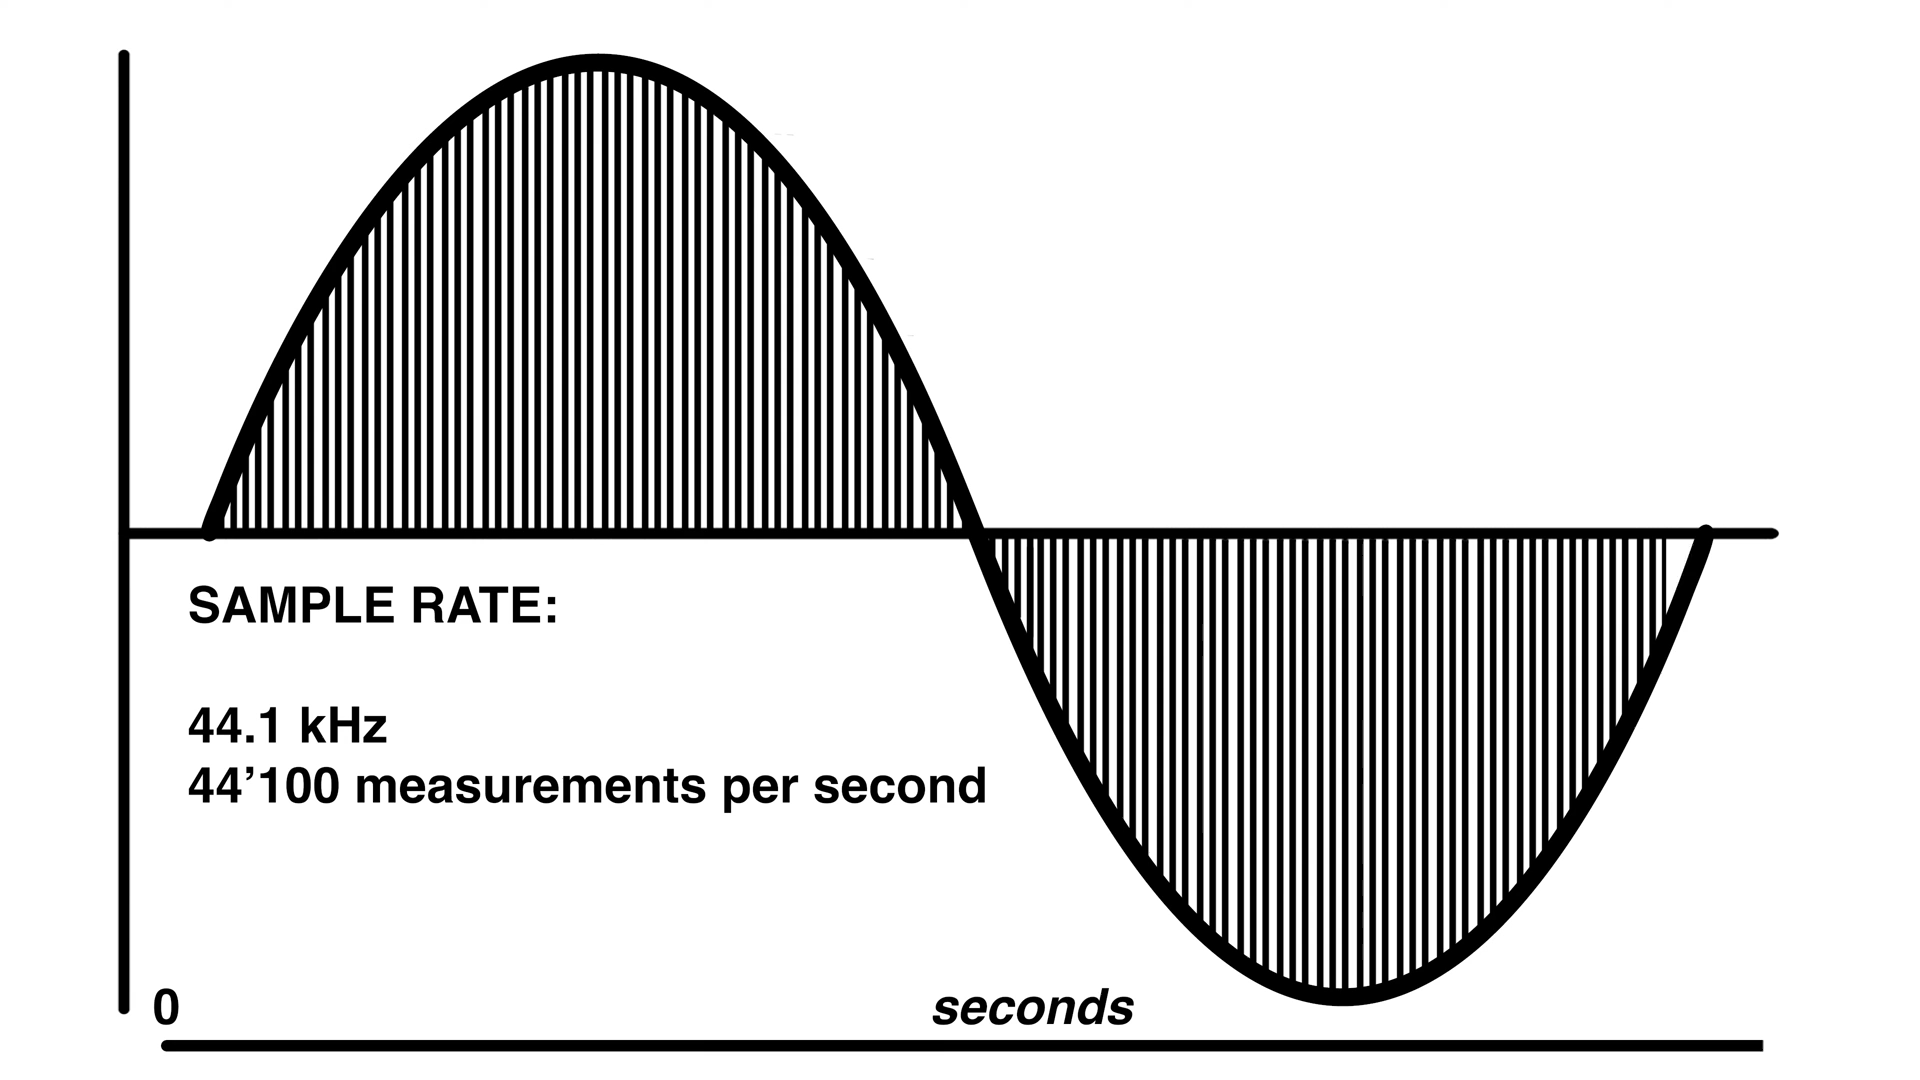 SAMPLE RATE:
44.1 kHz
44’100 measurements per second
0
seconds